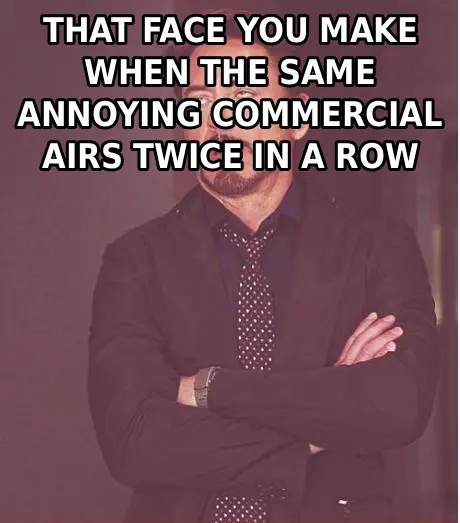 THAT FACE YOU MAKE
WHEN THE SAME
ANNOYING COMMERCIAL
AIRS TWICE IN A ROW